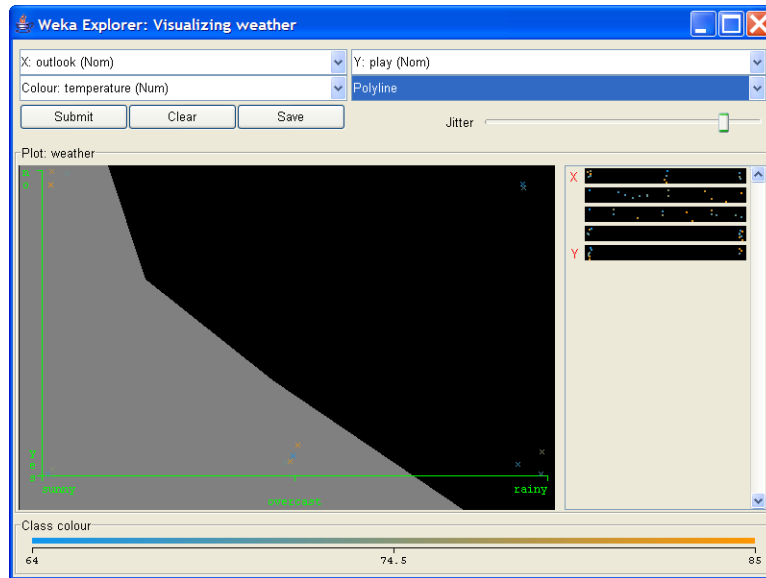 Weka Explorer: Visualizing weather
X: outlook (Nom)
Y: play (Nom)
Colour: temperature (Num)
Polyline
Submit
Clear
Save
Jitter
Plot: weather
n
o
X
Y
y
e
s
sunny
overcast
rainy
Class colour
64
74.5
85